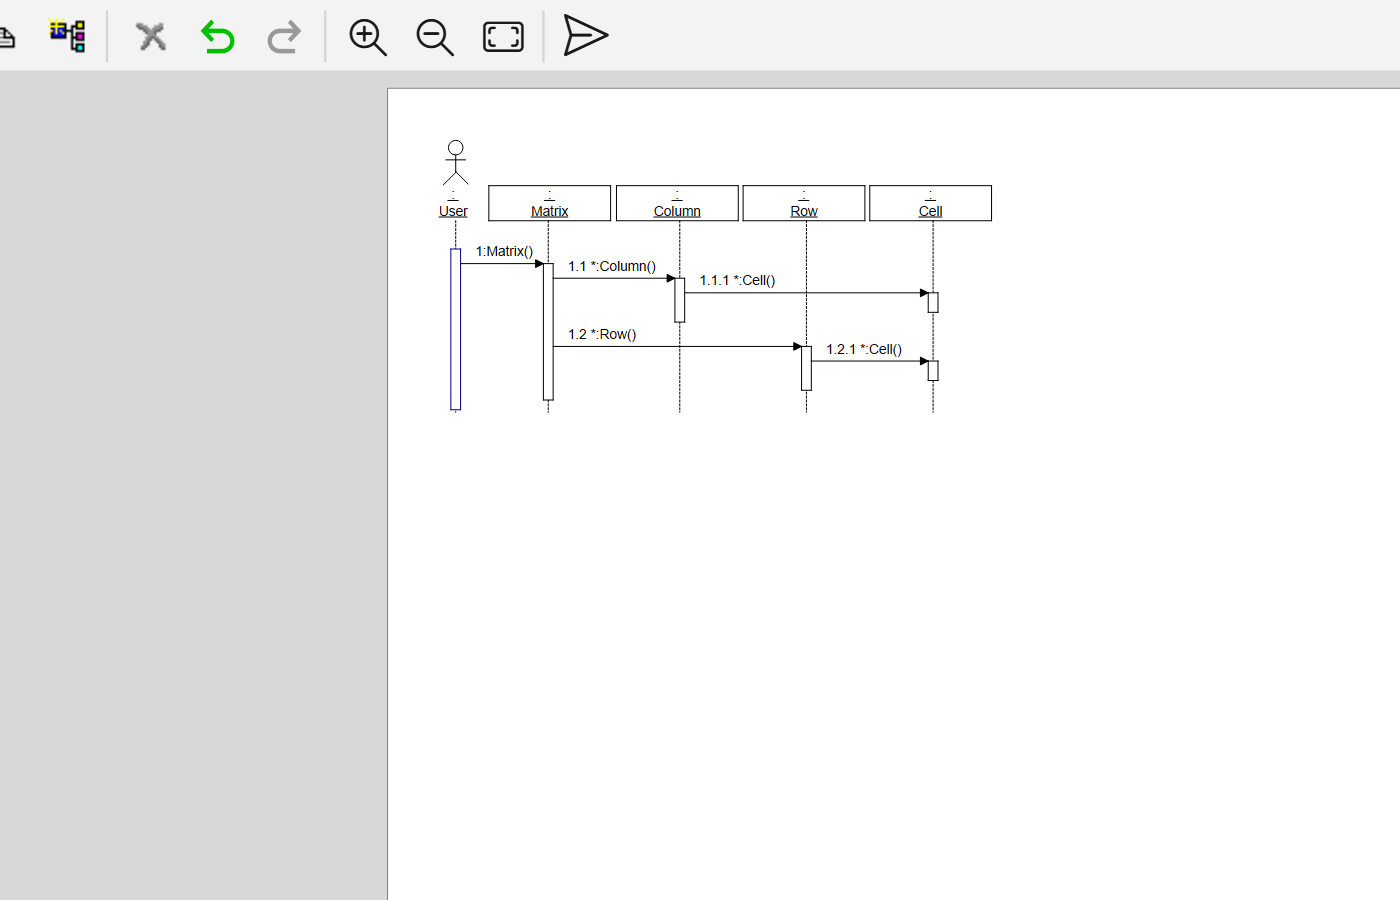 :
User
:
Matrix
:
Column
:
Row
:
Cell
1:Matrix()
1.1 *:Column()
1.1.1 *:Cell()
1.2 *:Row()
1.2.1 *:Cell()